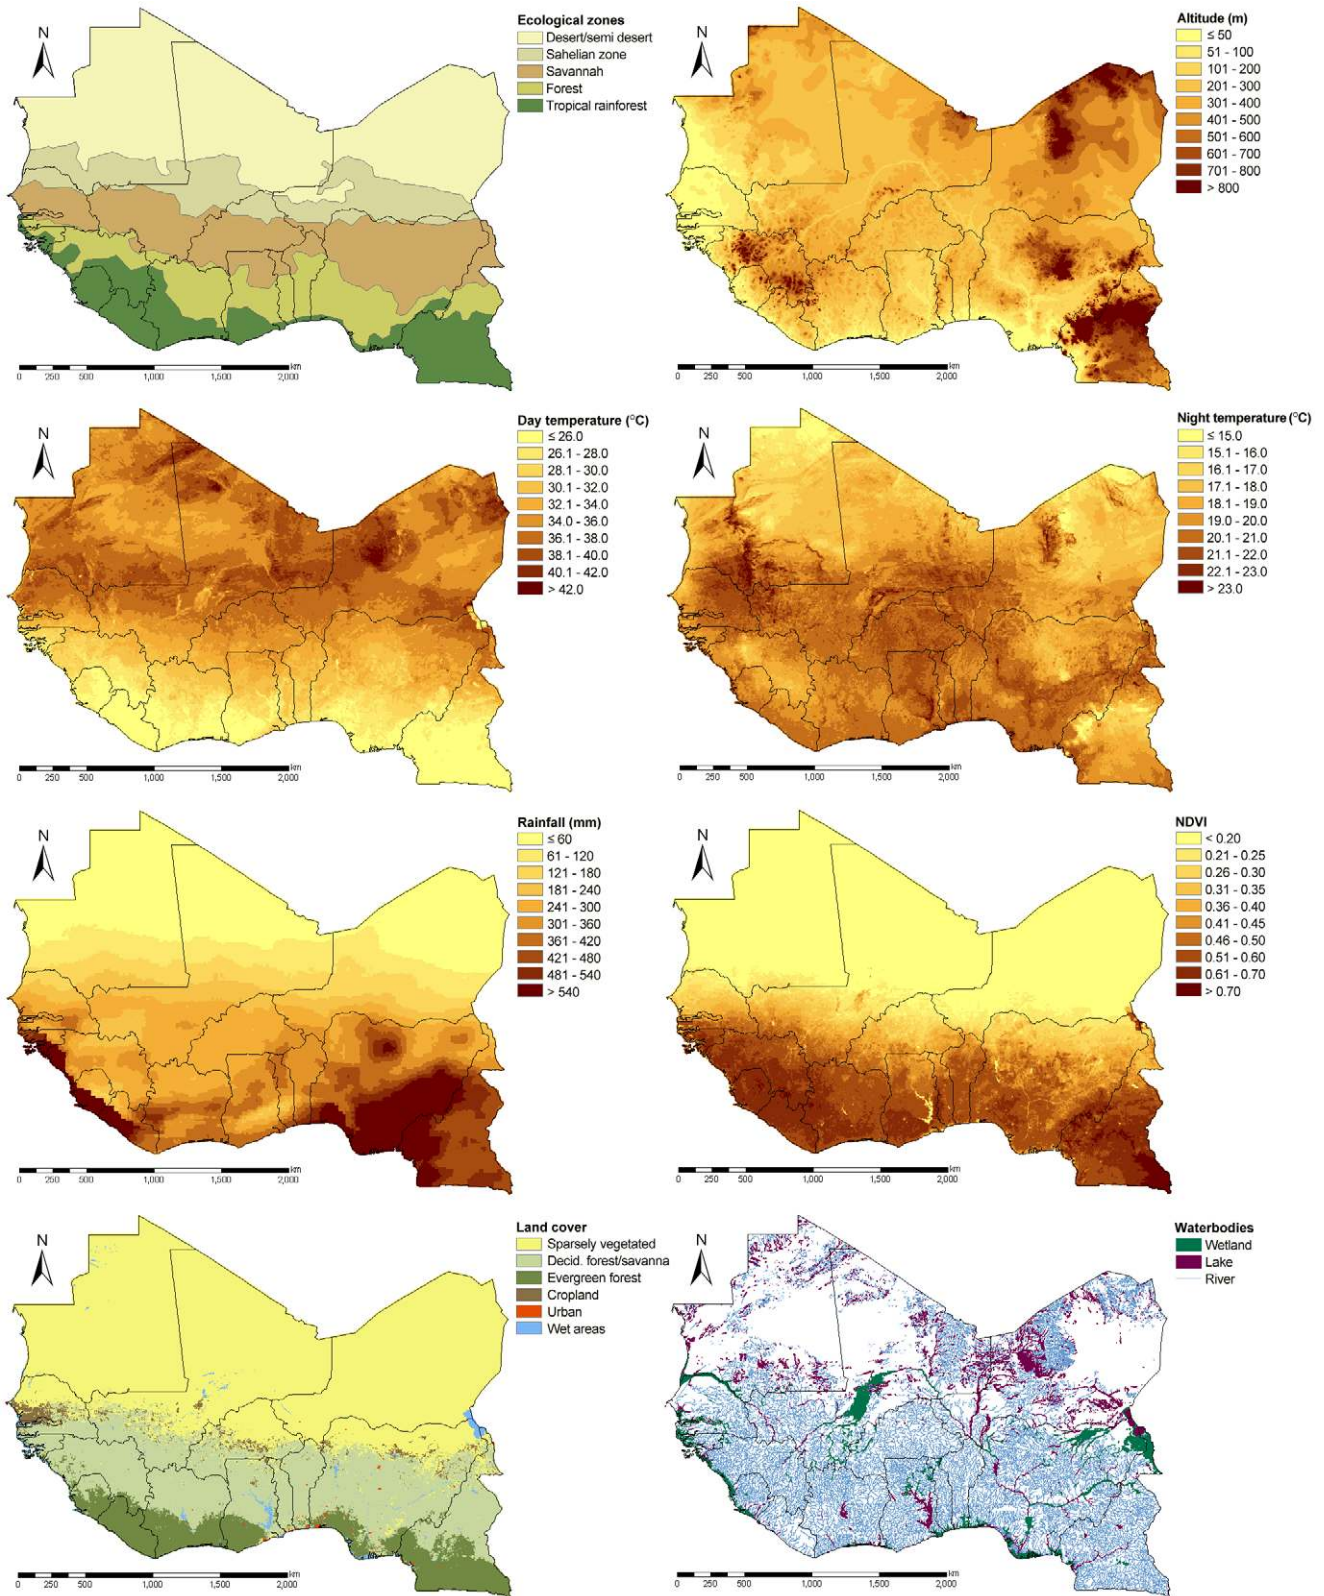 N
Ecological zones
Desert/semi desert
Sahelian zone
Savannah
Forest
Tropical rainforest
km
0 250 500 1,000 1,500 2,000
N
Altitude (m)
≤ 50
51 - 100
101 - 200
201 - 300
301 - 400
401 - 500
501 - 600
601 - 700
701 - 800
> 800
km
0 250 500 1,000 1,500 2,000
N
Day temperature (°C)
≤ 26.0
26.1 - 28.0
28.1 - 30.0
30.1 - 32.0
32.1 - 34.0
34.0 - 36.0
36.1 - 38.0
38.1 - 40.0
40.1 - 42.0
> 42.0
km
0 250 500 1,000 1,500 2,000
N
Night temperature (°C)
≤ 15.0
15.1 - 16.0
16.1 - 17.0
17.1 - 18.0
18.1 - 19.0
19.0 - 20.0
20.1 - 21.0
21.1 - 22.0
22.1 - 23.0
> 23.0
km
0 250 500 1,000 1,500 2,000
N
Rainfall (mm)
≤ 60
61 - 120
121 - 180
181 - 240
241 - 300
301 - 360
361 - 420
421 - 480
481 - 540
> 540
km
0 250 500 1,000 1,500 2,000
N
NDVI
< 0.20
0.21 - 0.25
0.26 - 0.30
0.31 - 0.35
0.36 - 0.40
0.41 - 0.45
0.46 - 0.50
0.51 - 0.60
0.61 - 0.70
> 0.70
km
0 250 500 1,000 1,500 2,000
N
Land cover
Sparsely vegetated
Decid. forest/savanna
Evergreen forest
Cropland
Urban
Wet areas
km
0 250 500 1,000 1,500 2,000
N
Waterbodies
Wetland
Lake
River
km
0 250 500 1,000 1,500 2,000